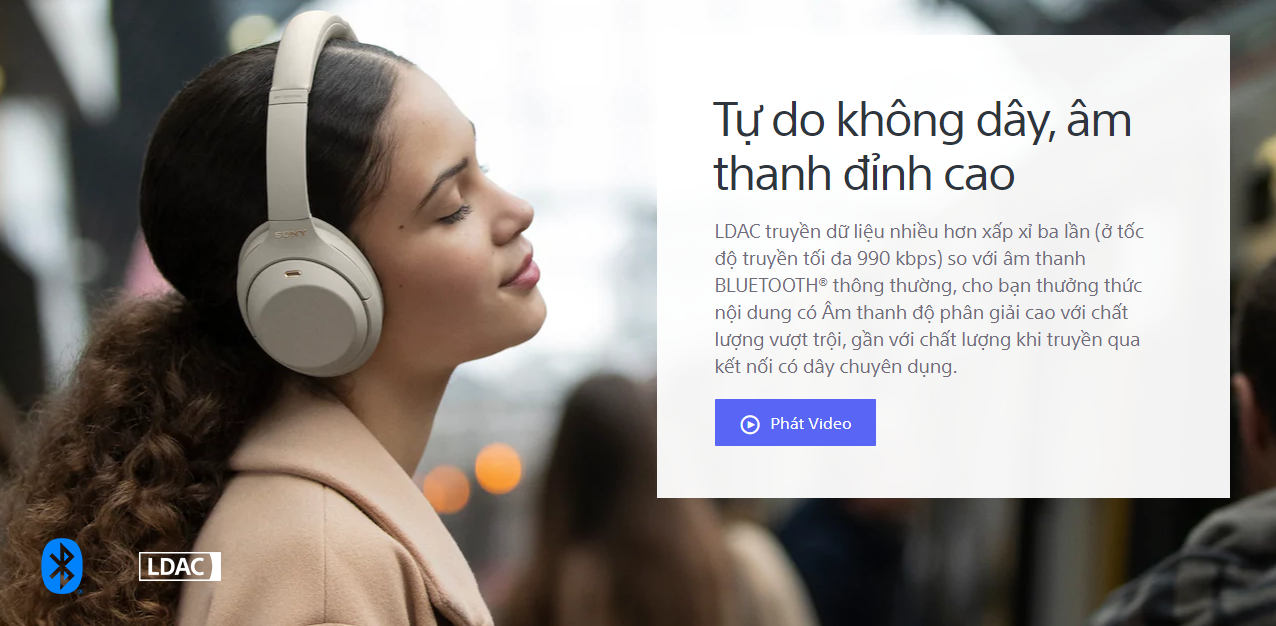 Tự do không dây, âm
thanh đỉnh cao
LDAC truyền dữ liệu nhiều hơn xấp xỉ ba lần (ở tốc
độ truyền tối đa 990 kbps) so với âm thanh
BLUETOOTH® thông thường, cho bạn thưởng thức
nội dung có Âm thanh độ phân giải cao với chất
lượng vượt trội, gần với chất lượng khi truyền qua
kết nối có dây chuyên dụng.
Phát Video
SONY
LDAC